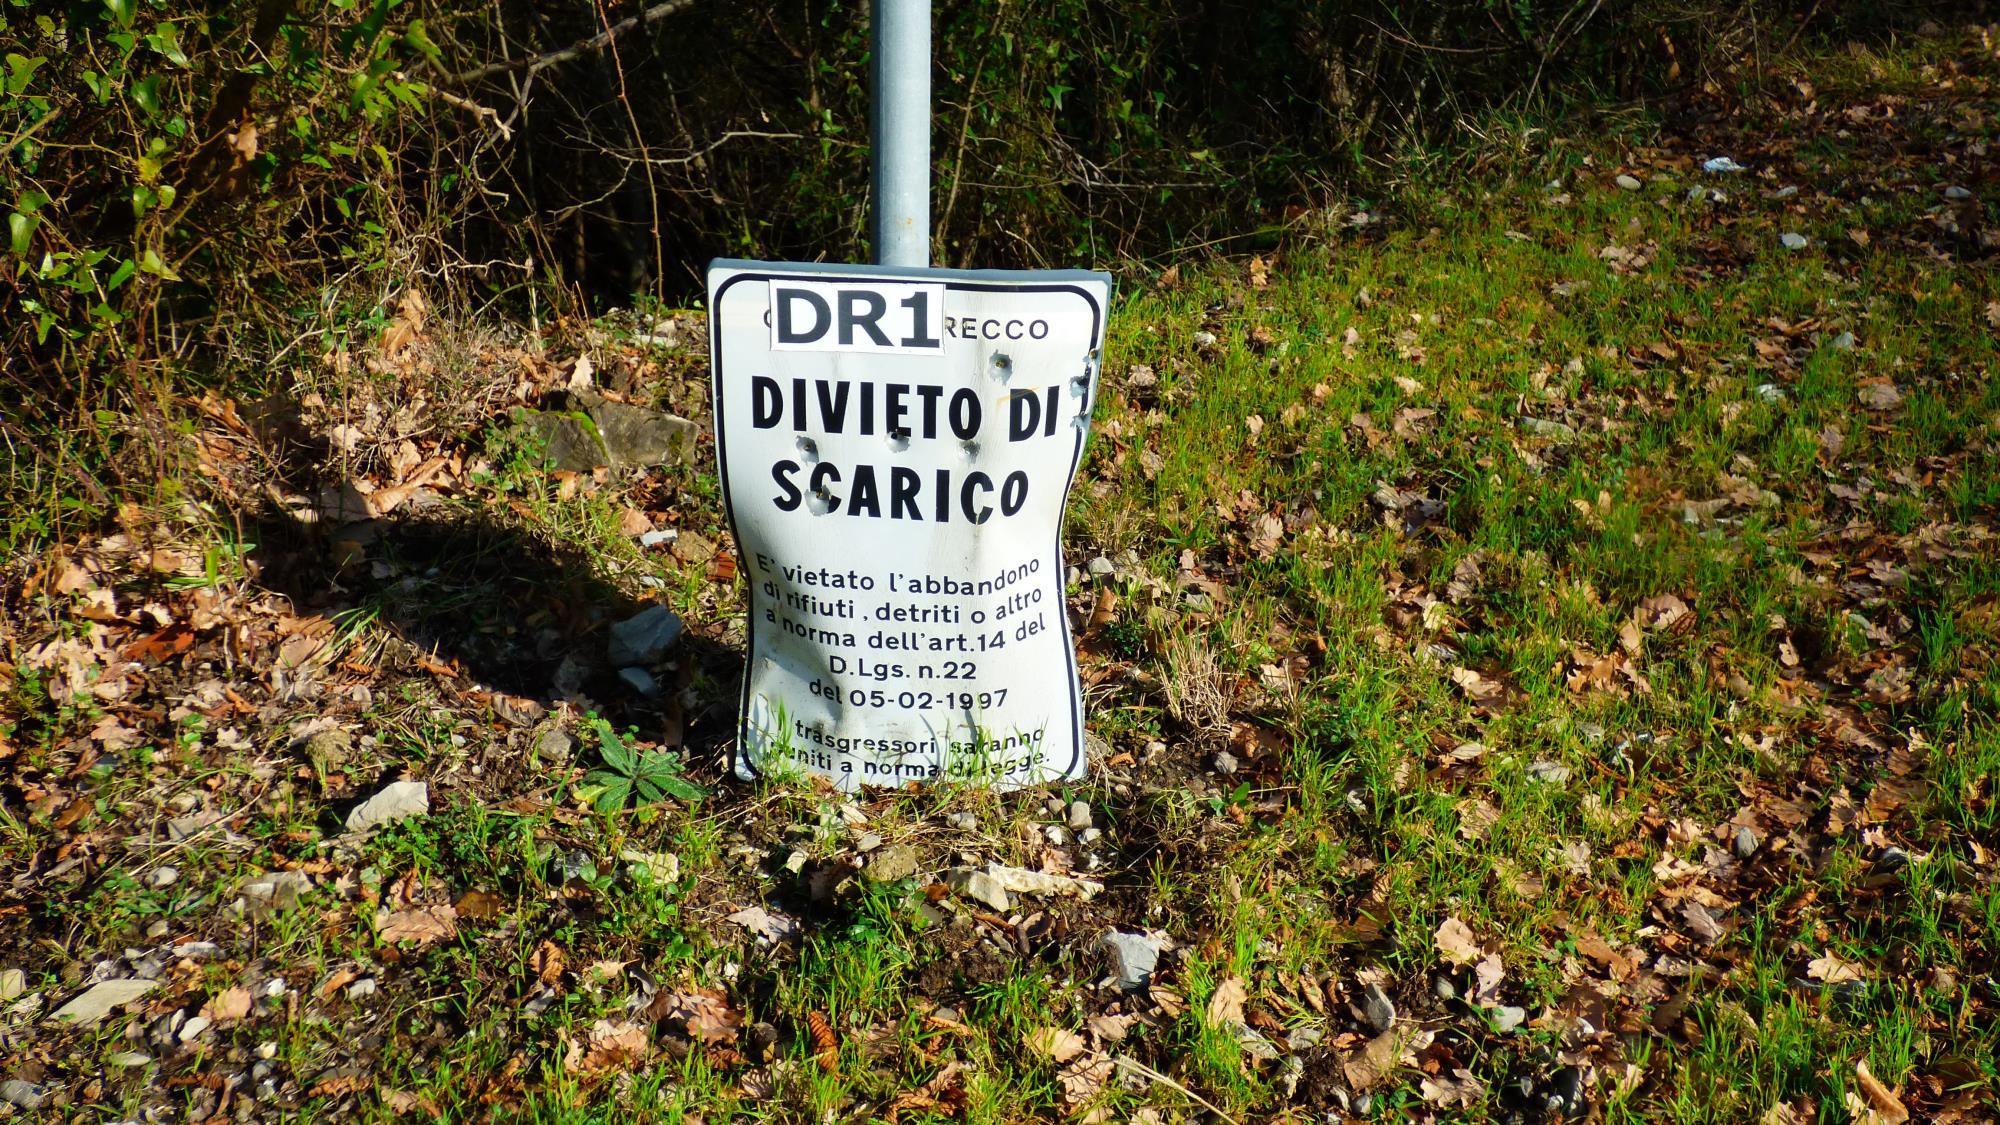 DR1
RECCO
DIVIETO DI
SCARICO
E' vietato l'abbandono
di rifiuti, detriti o altro
a norma dell'art.14 del
D.Lgs. n.22
del 05-02-1997
trasgressori saranno
puniti a norma di legge.